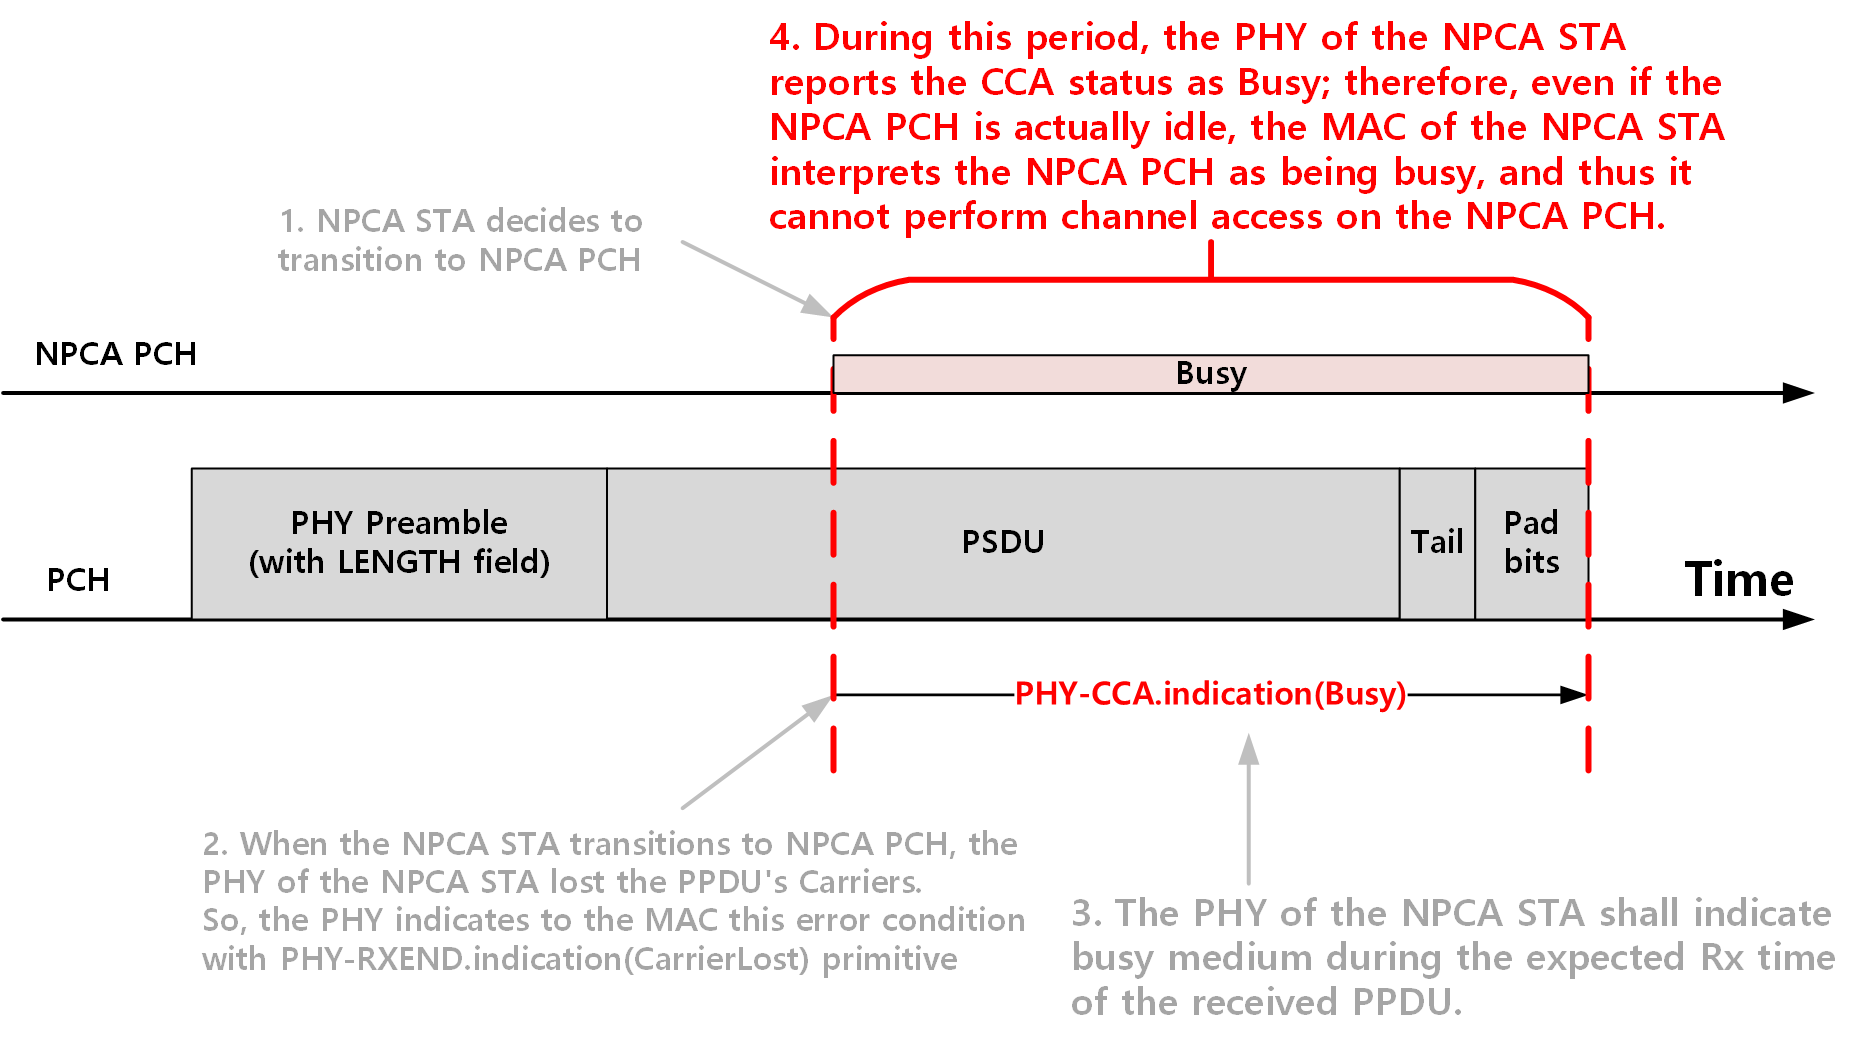 4. During this period, the PHY of the NPCA STA
reports the CCA status as Busy; therefore, even if the
NPCA PCH is actually idle, the MAC of the NPCA STA
interprets the NPCA PCH as being busy, and thus it
cannot perform channel access on the NPCA PCH.
1. NPCA STA decides to
transition to NPCA PCH
NPCA PCH
Busy
PHY Preamble
(with LENGTH field)
PSDU
Tail
Pad
bits
PCH
Time
PHY-CCA.indication(Busy)
2. When the NPCA STA transitions to NPCA PCH, the
PHY of the NPCA STA lost the PPDU's Carriers.
So, the PHY indicates to the MAC this error condition
with PHY-RXEND.indication(CarrierLost) primitive
3. The PHY of the NPCA STA shall indicate
busy medium during the expected Rx time
of the received PPDU.